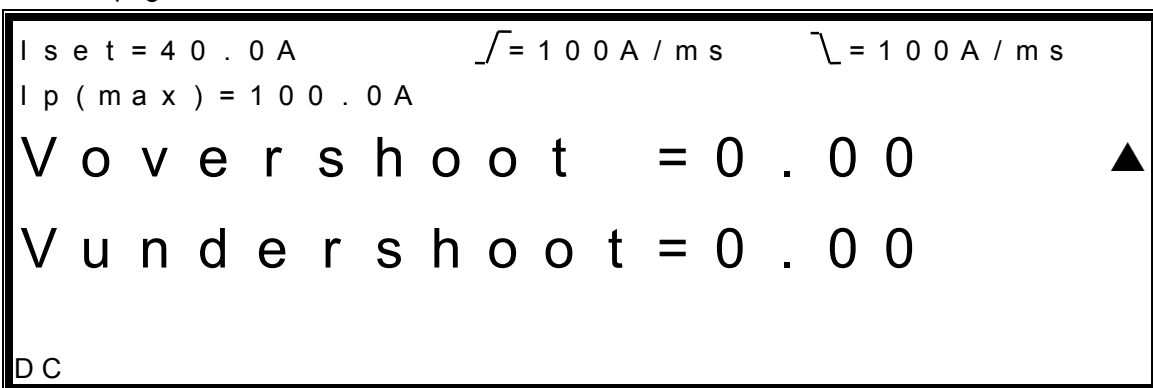 Iset=40.0A =100A/ms =100A/ms
Ip(max)=100.0A
Vovershoot =0.00
Vundershoot=0.00
DC